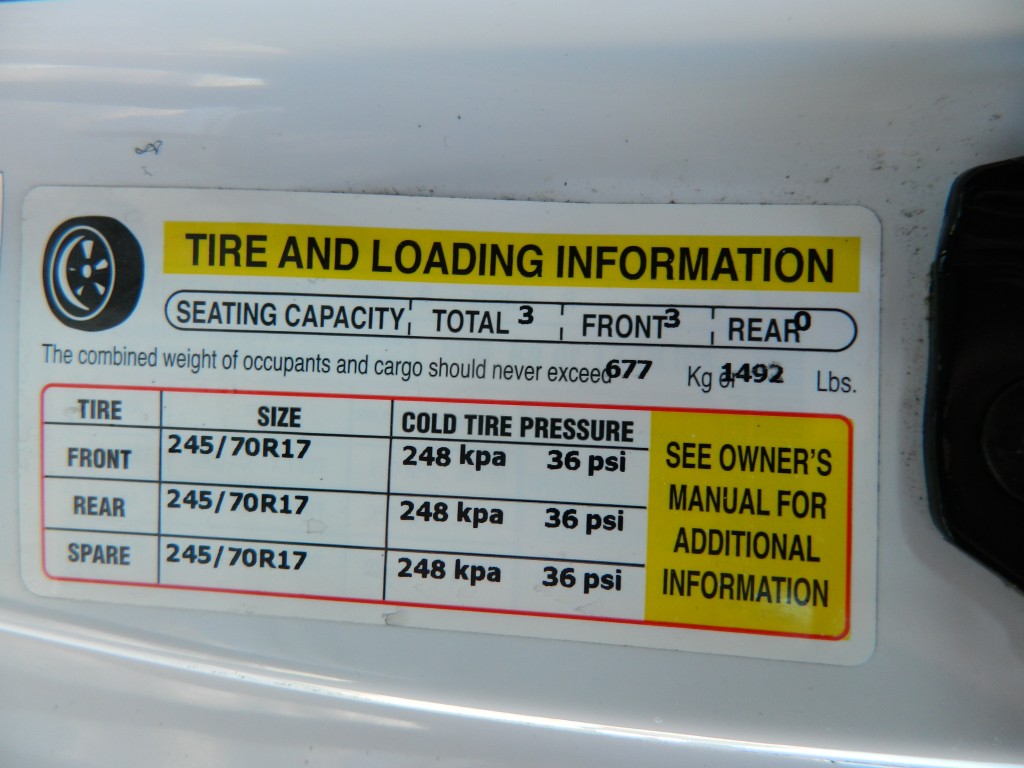 TIRE AND LOADING INFORMATION
SEATING CAPACITY TOTAL 3 FRONT 3 REAR 0
The combined weight of occupants and cargo should never exceed 677 Kg or 1492 Lbs.
TIRE SIZE COLD TIRE PRESSURE
FRONT 245/70R17 248 kpa 36 psi
REAR 245/70R17 248 kpa 36 psi
SPARE 245/70R17 248 kpa 36 psi
SEE OWNER'S
MANUAL FOR
ADDITIONAL
INFORMATION